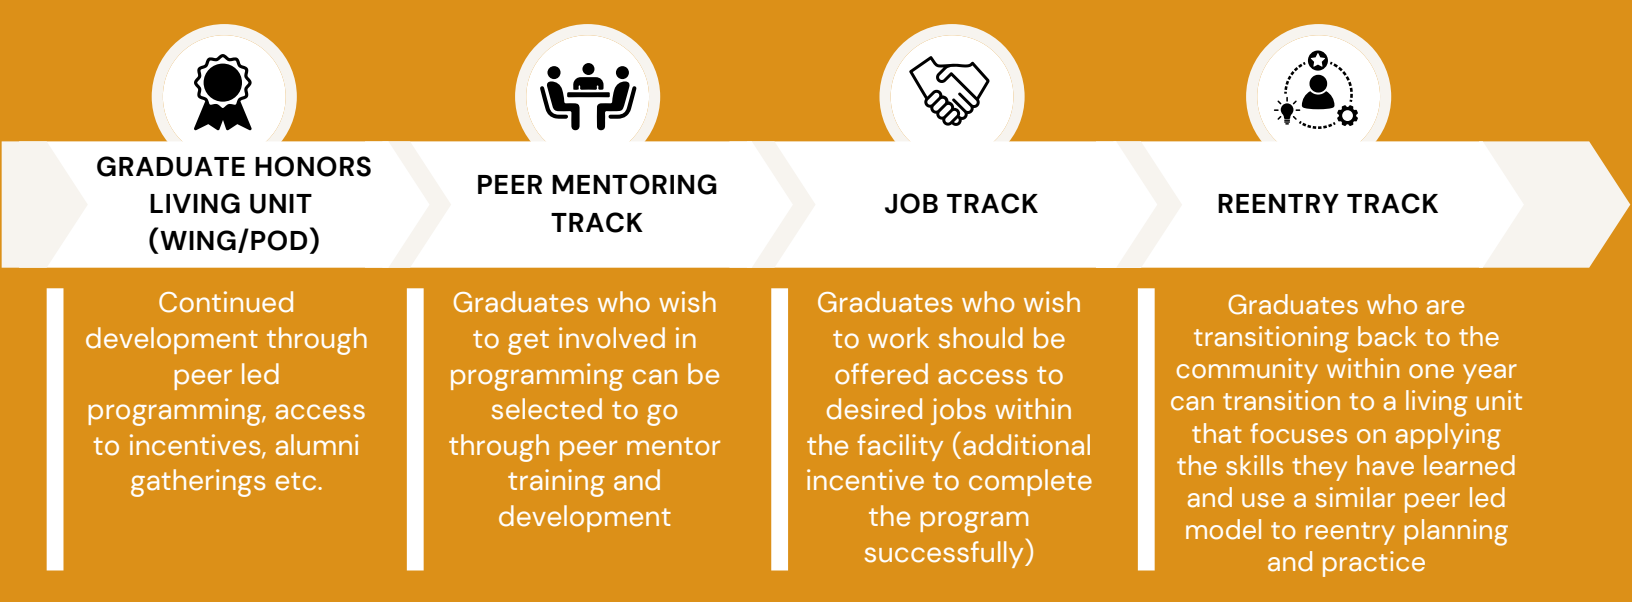 GRADUATE HONORS
LIVING UNIT
(WING/POD)
Continued
development through
peer led
programming, access
to incentives, alumni
gatherings etc.
PEER MENTORING
TRACK
Graduates who wish
to get involved in
programming can be
selected to go
through peer mentor
training and
development
JOB TRACK
Graduates who wish
to work should be
offered access to
desired jobs within
the facility (additional
incentive to complete
the program
successfully)
REENTRY TRACK
Graduates who are
transitioning back to the
community within one year
can transition to a living unit
that focuses on applying
the skills they have learned
and use a similar peer led
model to reentry planning
and practice